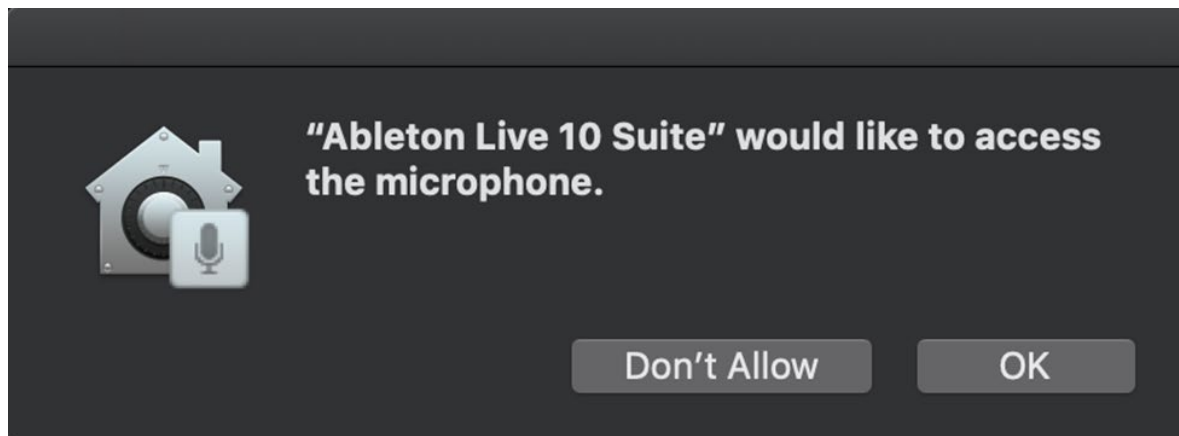 “Ableton Live 10 Suite” would like to access
the microphone.
Don’t Allow
OK